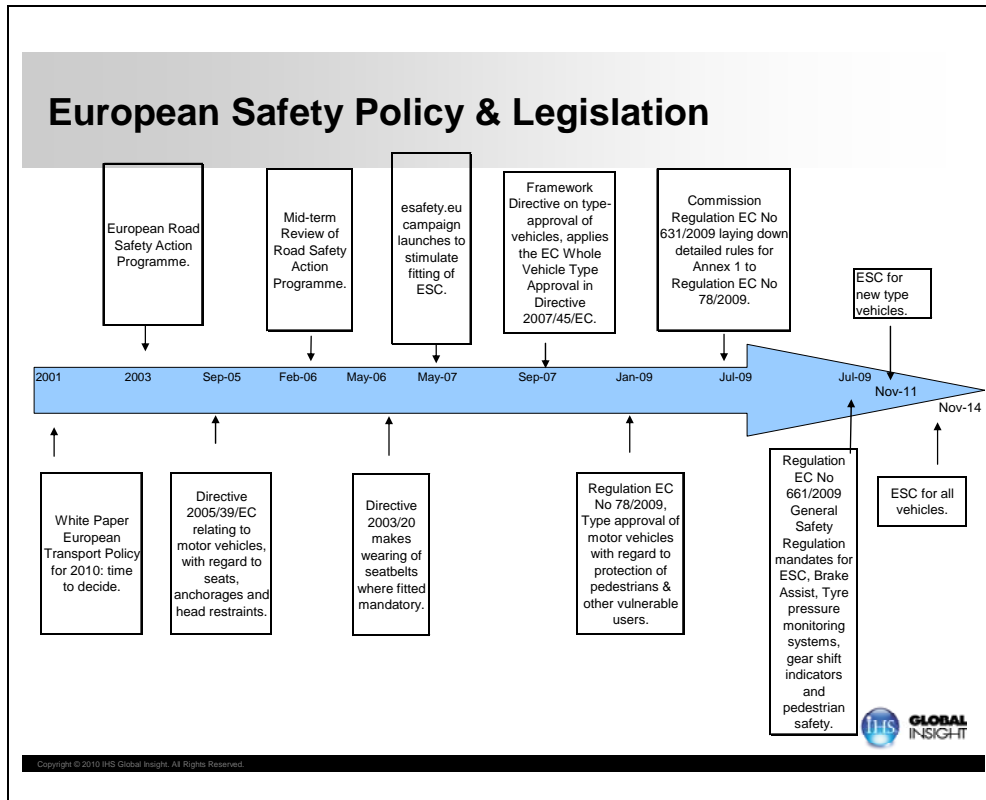 European Safety Policy & Legislation
European Road
Safety Action
Programme.
Mid-term
Review of
Road Safety
Action
Programme.
esafety.eu
campaign
launches to
stimulate
fitting of
ESC.
Framework
Directive on type-
approval of
vehicles, applies
the EC Whole
Vehicle Type
Approval in
Directive
2007/45/EC.
Commission
Regulation EC No
631/2009 laying down
detailed rules for
Annex 1 to
Regulation EC No
78/2009.
ESC for
new type
vehicles.
2001
2003
Sep-05
Feb-06
May-06
May-07
Sep-07
Jan-09
Jul-09
Jul-09
Nov-11
Nov-14
White Paper
European
Transport Policy
for 2010: time
to decide.
Directive
2005/39/EC
relating to
motor vehicles,
with regard to
seats,
anchorages and
head restraints.
Directive
2003/20
makes
wearing of
seatbelts
where fitted
mandatory.
Regulation EC
No 78/2009,
Type approval of
motor vehicles
with regard to
protection of
pedestrians &
other vulnerable
users.
Regulation
EC No
661/2009
General
Safety
Regulation
mandates for
ESC, Brake
Assist, Tyre
pressure
monitoring
systems,
gear shift
indicators
and
pedestrian
safety.
ESC for all
vehicles.
IHS
GLOBAL
INSIGHT
Copyright © 2010 IHS Global Insight. All Rights Reserved.